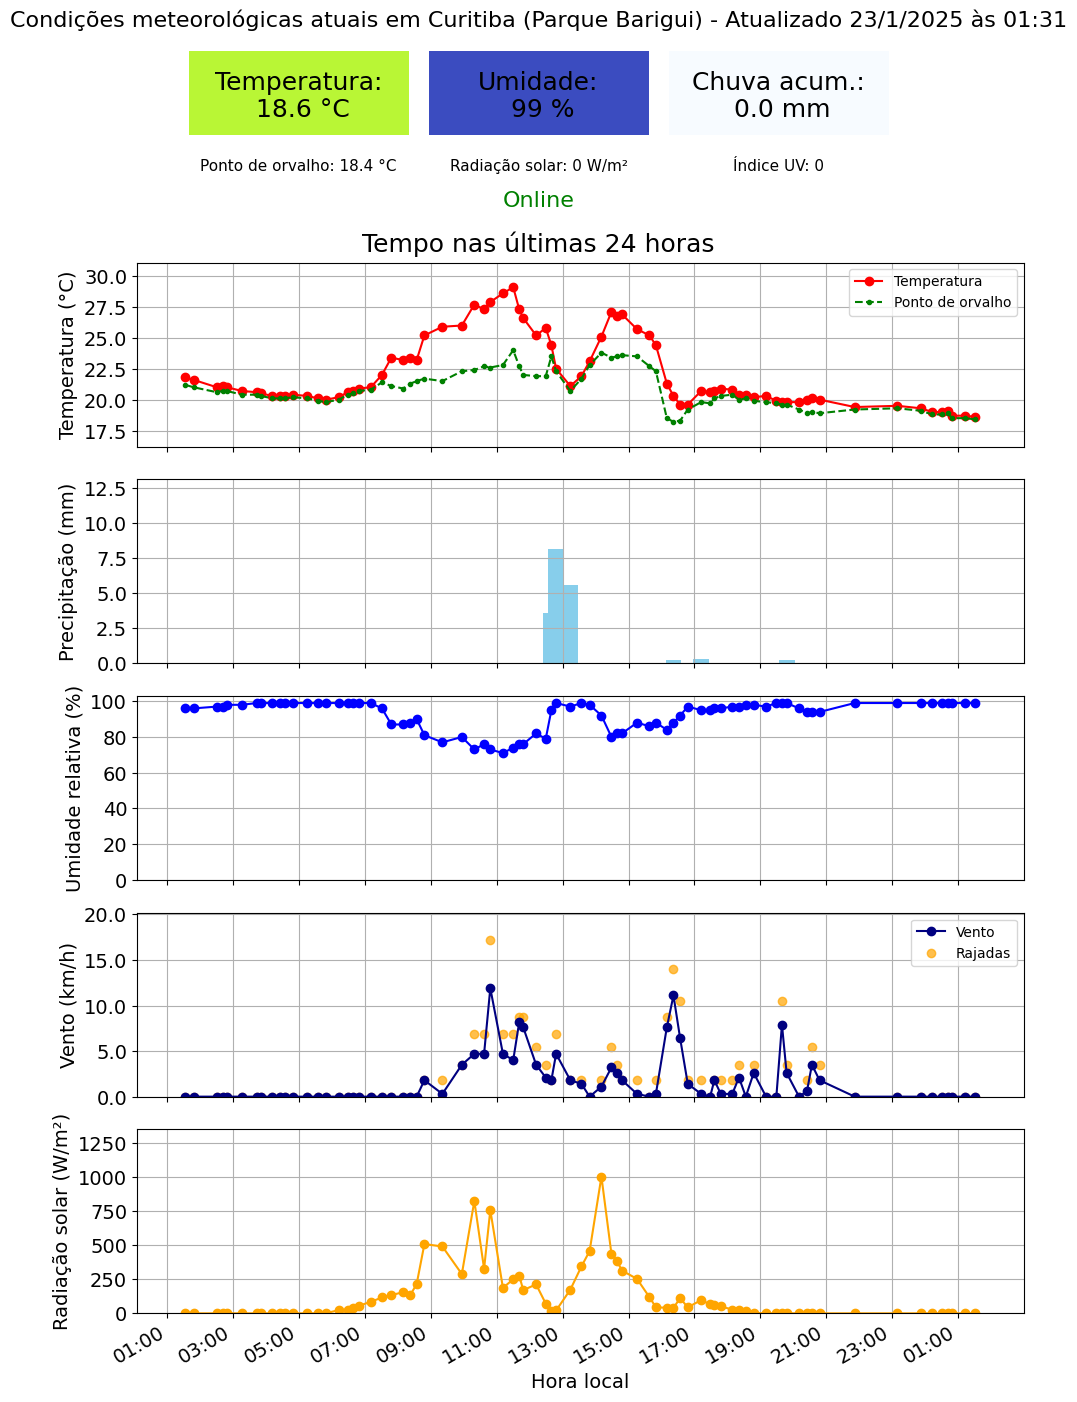 Condições meteorológicas atuais em Curitiba (Parque Barigui) - Atualizado 23/1/2025 às 01:31
Temperatura:
18.6 °C
Umidade:
99 %
Chuva acum.:
0.0 mm
Ponto de orvalho: 18.4 °C
Radiação solar: 0 W/m²
Índice UV: 0
Online
Tempo nas últimas 24 horas
Temperatura (°C)
30.0
27.5
25.0
22.5
20.0
17.5
Temperatura
Ponto de orvalho
Precipitação (mm)
12.5
10.0
7.5
5.0
2.5
0.0
Umidade relativa (%)
100
80
60
40
20
0
Vento (km/h)
20.0
15.0
10.0
5.0
0.0
Vento
Rajadas
Radiação solar (W/m²)
1250
1000
750
500
250
0
01:00
03:00
05:00
07:00
09:00
11:00
13:00
15:00
17:00
19:00
21:00
23:00
01:00
Hora local